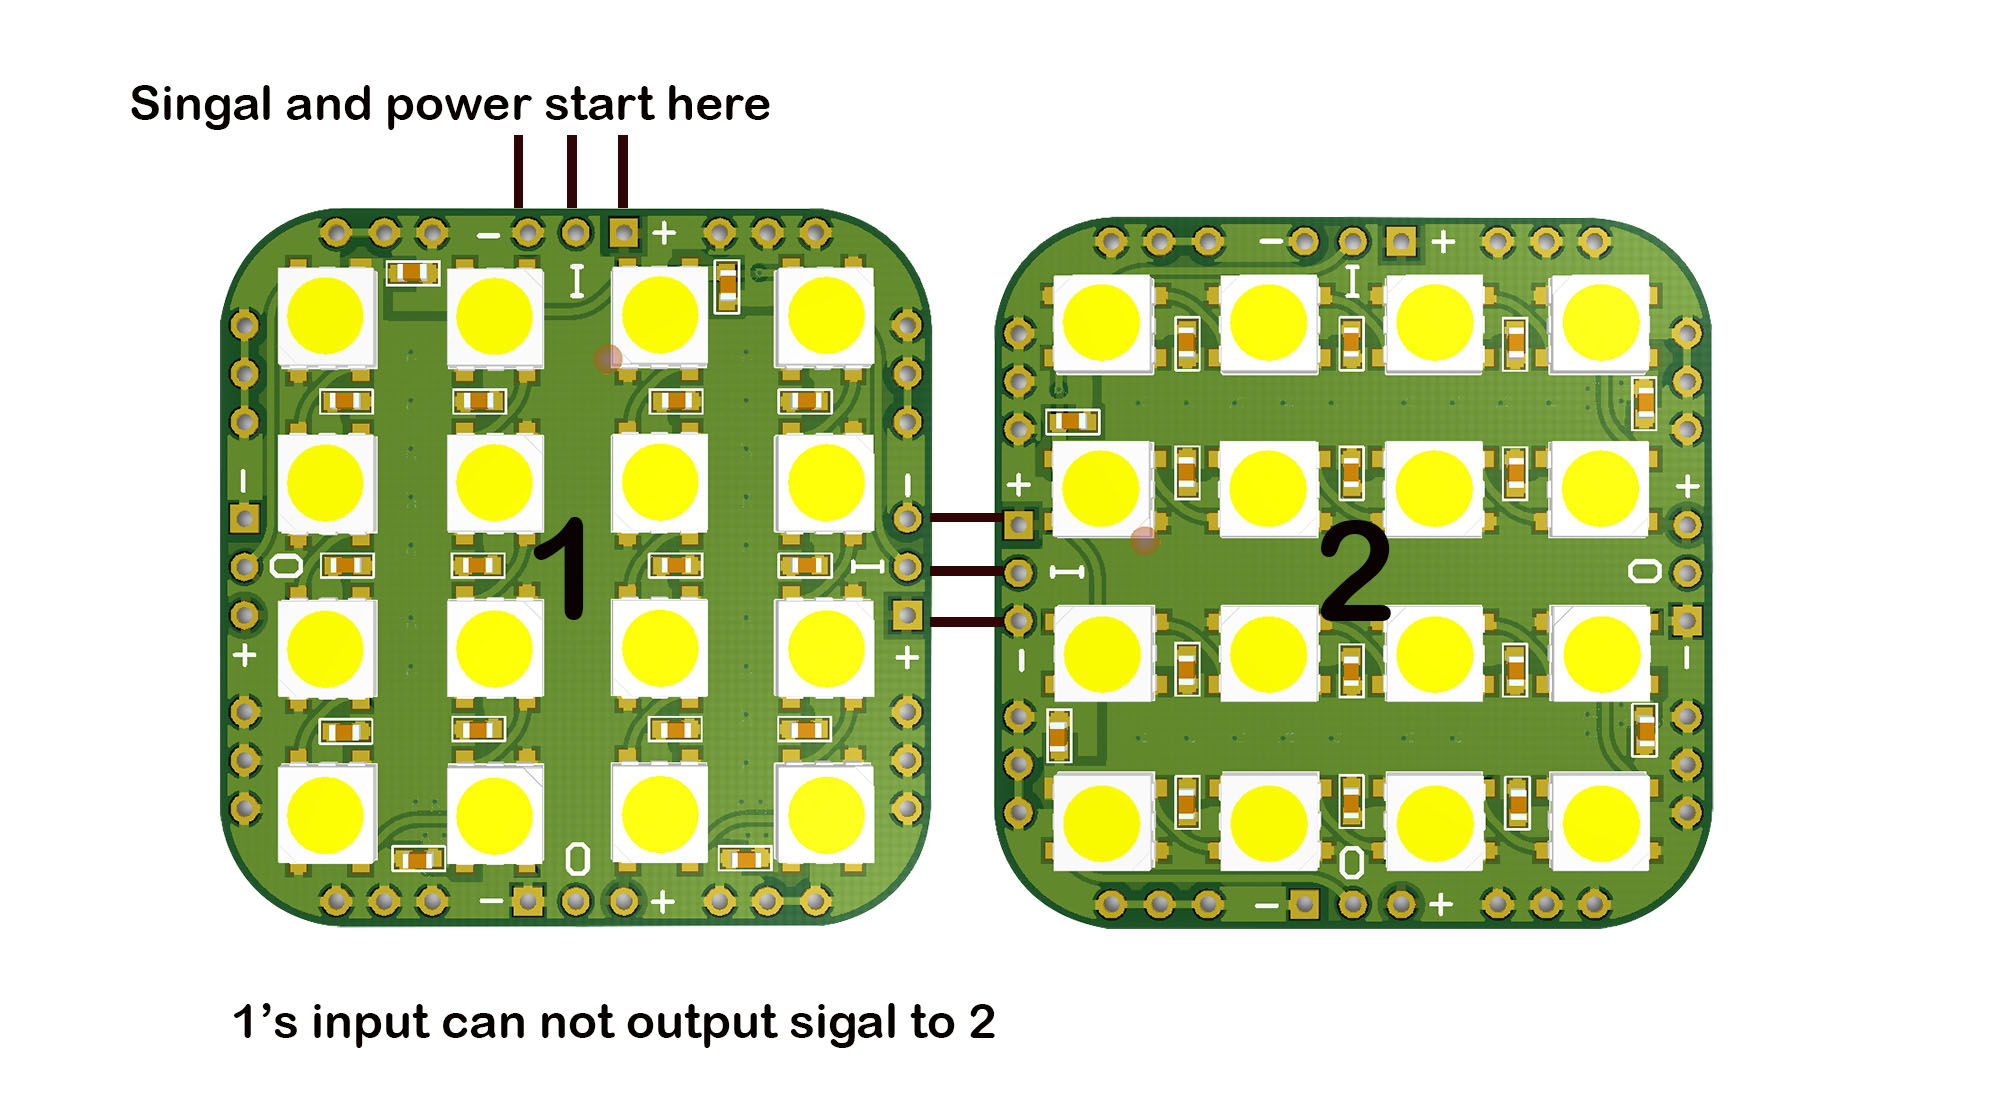 Singal and power start here
- I +
- I +
1
2
-
O
+
-
I
+
+
I
-
+
O
-
- O +
- O +
1's input can not output sigal to 2